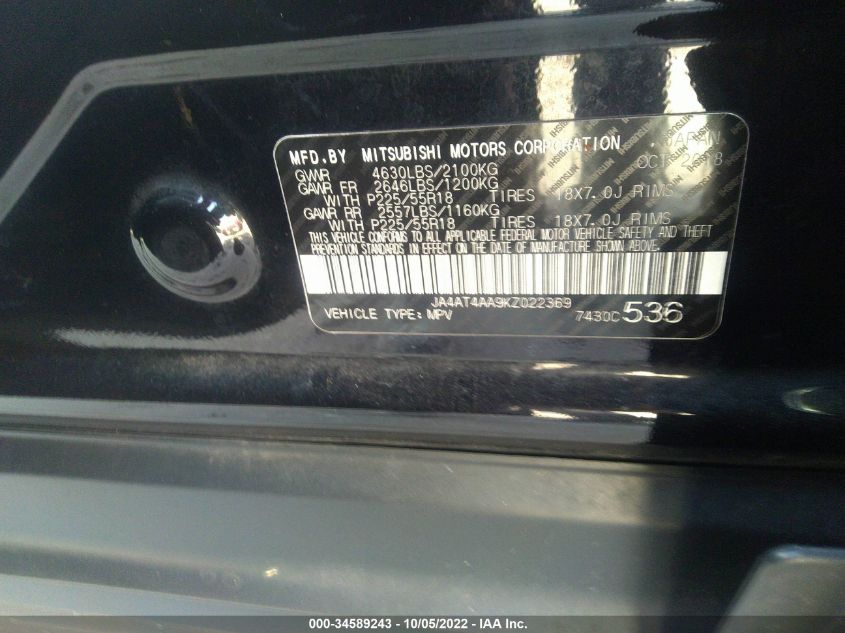 MFD.BY MITSUBISHI MOTORS CORPORATION JAPAN
GVWR 4630LBS/2100KG OCT 2018
GAWR FR 2646LBS/1200KG
WITH P225/55R18 TIRES 18X7.0J RIMS
GAWR RR 2557LBS/1160KG
WITH P225/55R18 TIRES 18X7.0J RIMS
THIS VEHICLE CONFORMS TO ALL APPLICABLE FEDERAL MOTOR VEHICLE SAFETY AND THEFT
PREVENTION STANDARDS IN EFFECT ON THE DATE OF MANUFACTURE SHOWN ABOVE.
JA4AT4AA9KZ022369
VEHICLE TYPE: MPV 7430C 536
000-34589243 - 10/05/2022 - IAA Inc.